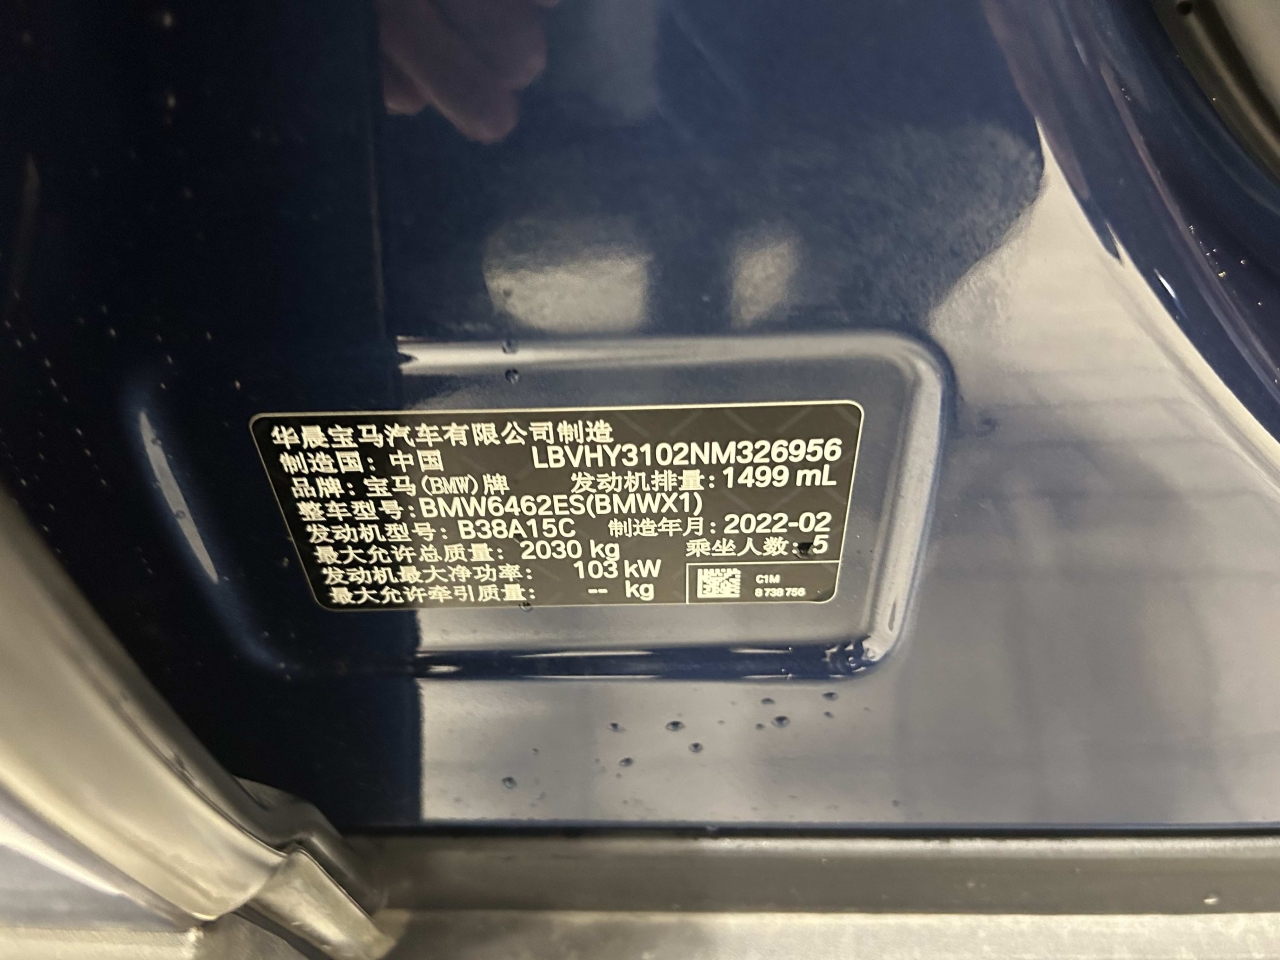 华晨宝马汽车有限公司制造
制造国：中国 LBVHY3102NM326956
品牌：宝马(BMW)牌 发动机排量：1499 mL
整车型号：BMW6462ES(BMWX1)
发动机型号：B38A15C 制造年月：2022-02
最大允许总质量：2030 kg 乘坐人数：5
发动机最大净功率：103 kW
最大允许牵引质量：-- kg
C1M
8 738 756